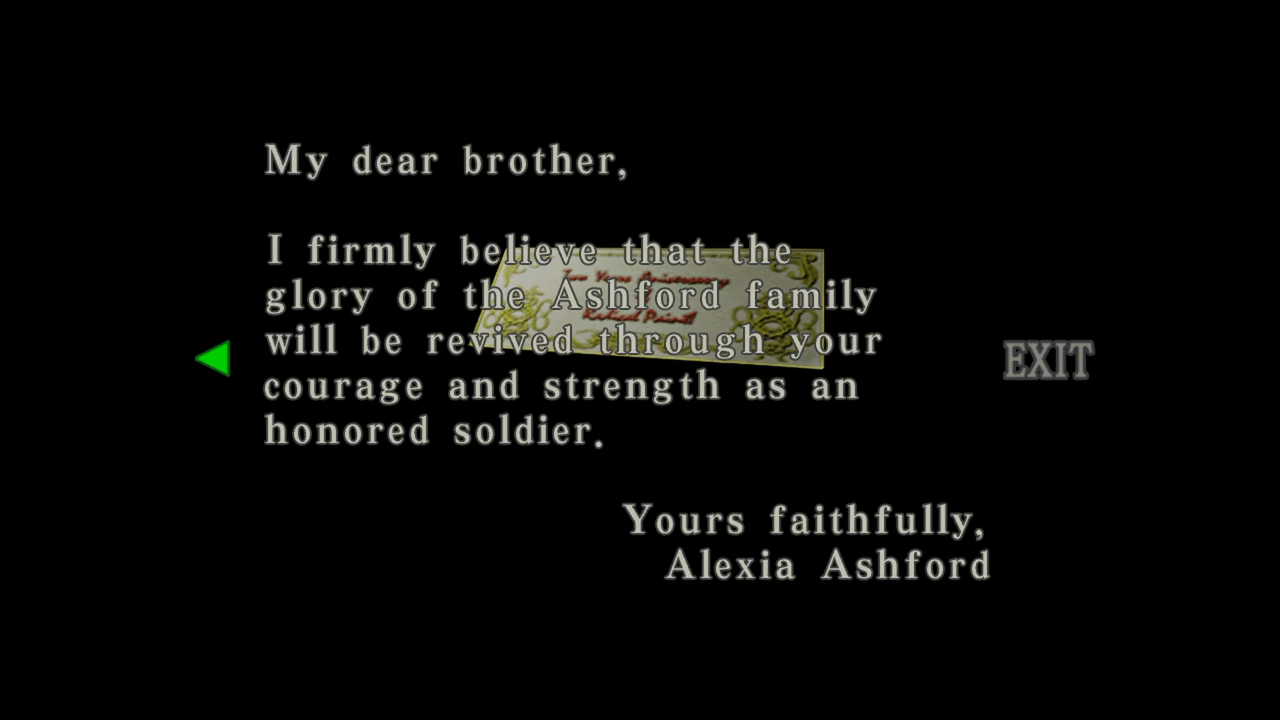 My dear brother,
I firmly believe that the
glory of the Ashford family
will be revived through your
courage and strength as an
honored soldier.
Yours faithfully,
Alexia Ashford
EXIT